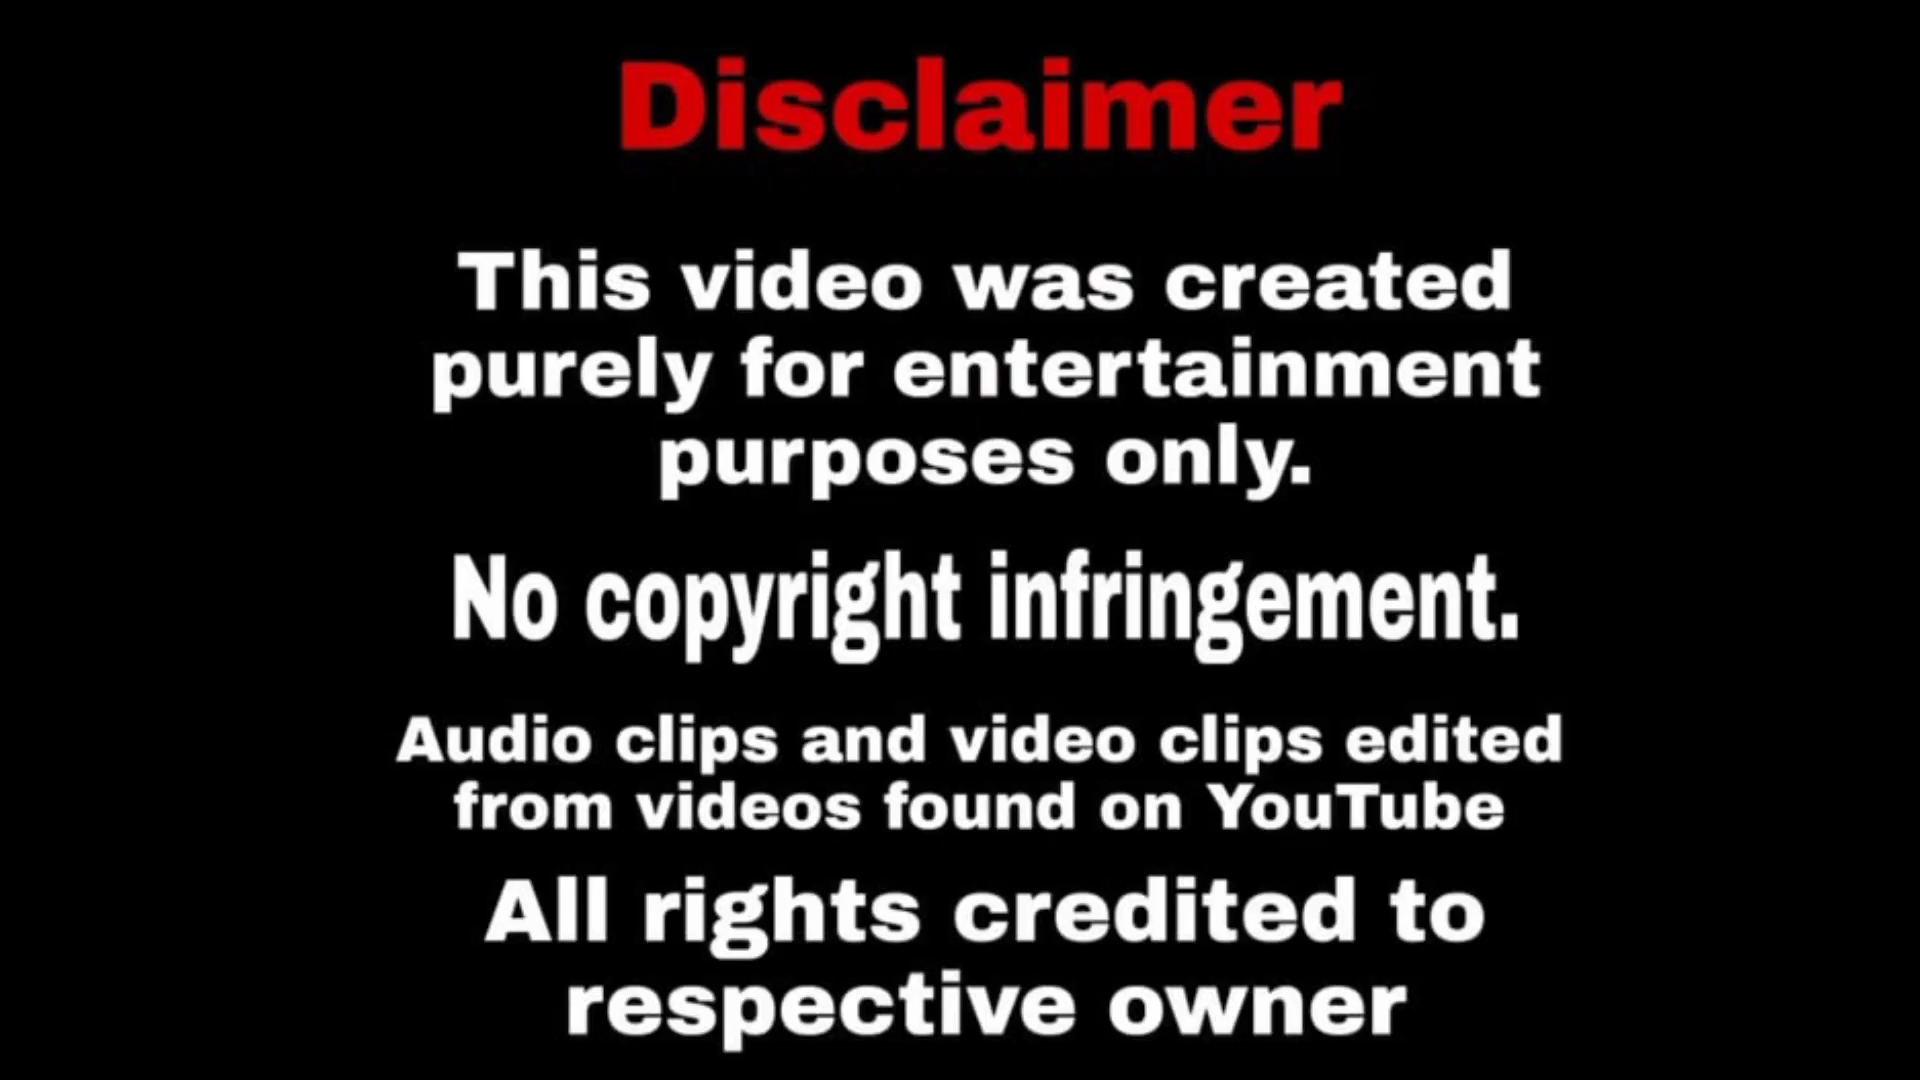 Disclaimer
This video was created
purely for entertainment
purposes only.
No copyright infringement.
Audio clips and video clips edited
from videos found on YouTube
All rights credited to
respective owner